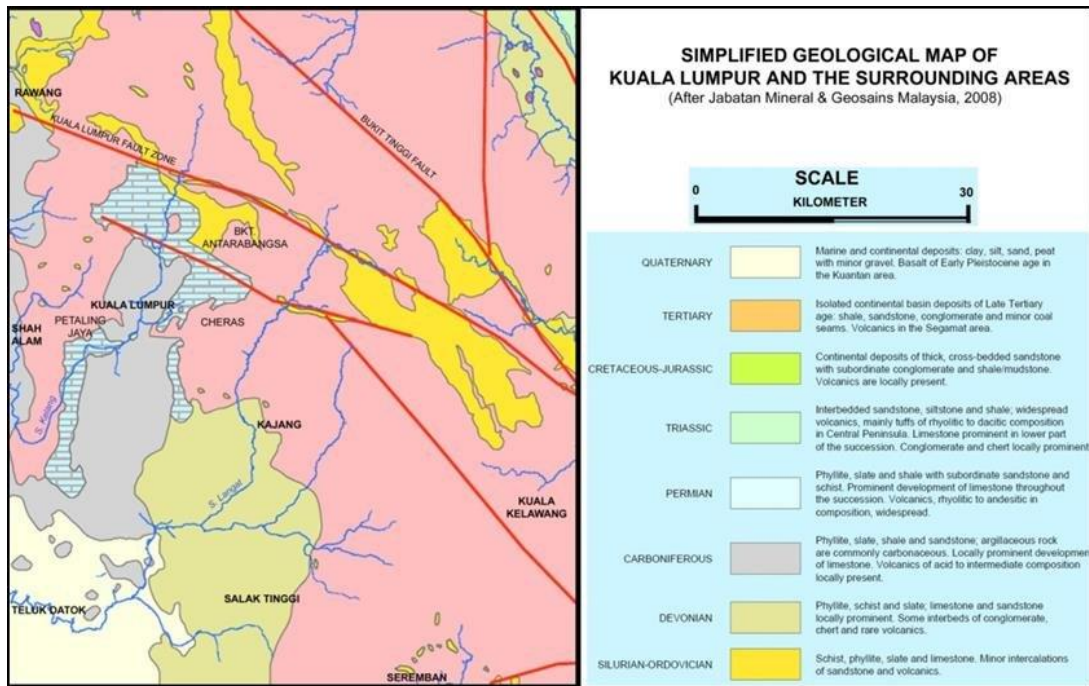 RAWANG
KUALA LUMPUR FAULT ZONE
BUKIT TINGGI FAULT
BKT.
ANTARABANGSA
KUALA LUMPUR
PETALING
JAYA
CHERAS
SHAH
ALAM
S. Kelang
KAJANG
S. Langat
KUALA
KELAWANG
TELUK DATOK
SALAK TINGGI
SEREMBAN
SIMPLIFIED GEOLOGICAL MAP OF
KUALA LUMPUR AND THE SURROUNDING AREAS
(After Jabatan Mineral & Geosains Malaysia, 2008)
SCALE
0 30
KILOMETER
QUATERNARY
Marine and continental deposits: clay, silt, sand, peat
with minor gravel. Basalt of Early Pleistocene age in
the Kuantan area.
TERTIARY
Isolated continental basin deposits of Late Tertiary
age: shale, sandstone, conglomerate and minor coal
seams. Volcanics in the Segamat area.
CRETACEOUS-JURASSIC
Continental deposits of thick, cross-bedded sandstone
with subordinate conglomerate and shale/mudstone.
Volcanics are locally present.
TRIASSIC
Interbedded sandstone, siltstone and shale; widespread
volcanics, mainly tuffs of rhyolitic to dacitic composition
in Central Peninsula. Limestone prominent in lower part
of the succession. Conglomerate and chert locally prominent
PERMIAN
Phyllite, slate and shale with subordinate sandstone and
schist. Prominent development of limestone throughout
the succession. Volcanics, rhyolitic to andesitic in
composition, widespread.
CARBONIFEROUS
Phyllite, slate, shale and sandstone; argillaceous rock
are commonly carbonaceous. Locally prominent developmen
of limestone. Volcanics of acid to intermediate composition
locally present.
DEVONIAN
Phyllite, schist and slate; limestone and sandstone
locally prominent. Some interbeds of conglomerate,
chert and rare volcanics.
SILURIAN-ORDOVICIAN
Schist, phyllite, slate and limestone. Minor intercalations
of sandstone and volcanics.